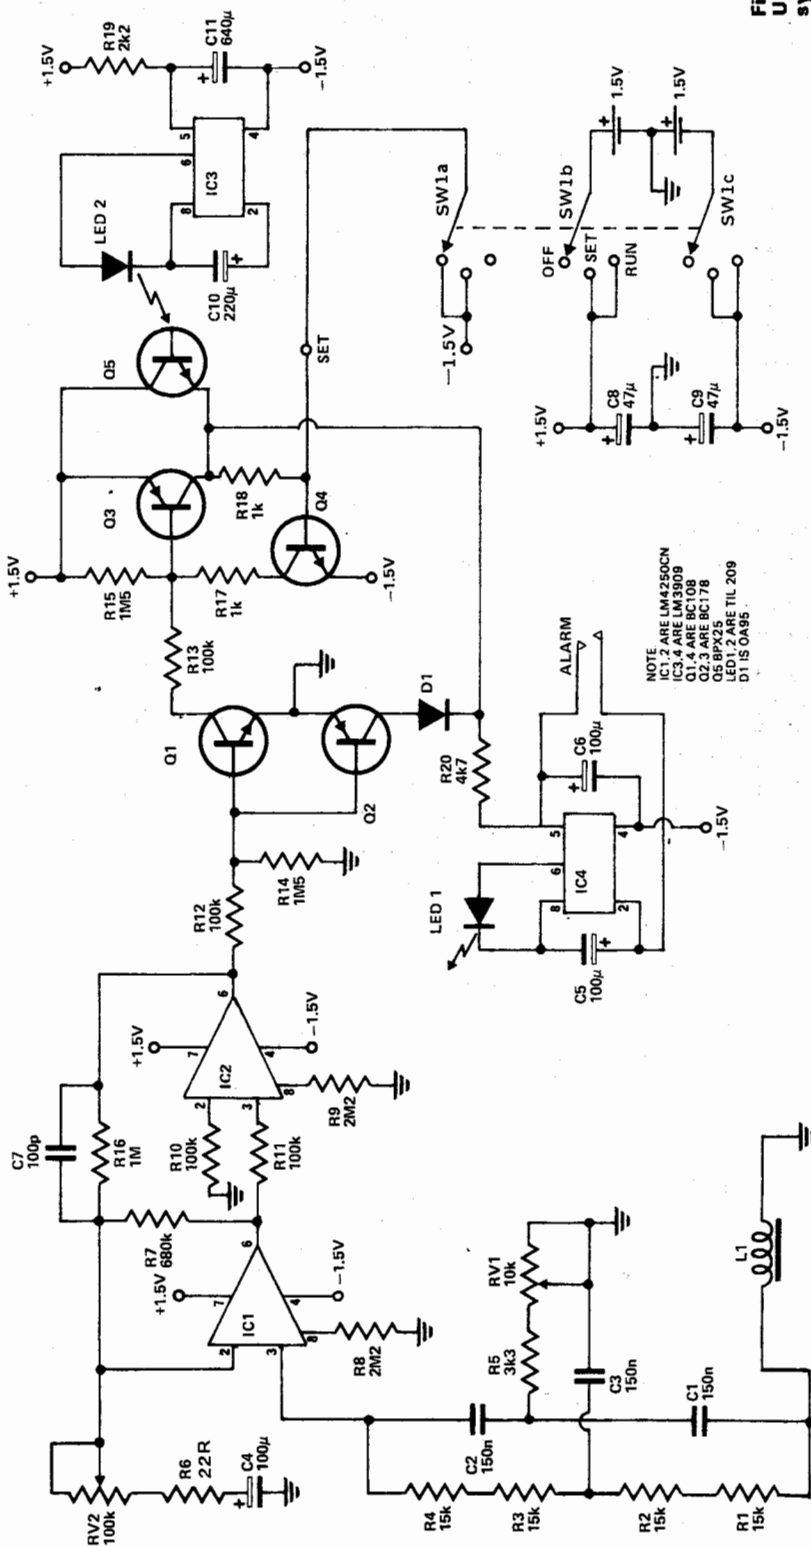 Fi
U
sy
+1.5V
R19
2k2
C11
640µ
+
−1.5V
5
6
4
IC3
8
2
LED 2
C10
220µ
+
Q5
SET
SW1a
−1.5V
SW1b
OFF
SET
RUN
SW1c
+
1.5V
+
1.5V
+1.5V
+
C8
47µ
+
C9
47µ
−1.5V
+1.5V
Q3
R15
1M5
R18
1k
R17
1k
Q4
−1.5V
R13
100k
Q1
Q2
D1
R20
4k7
ALARM
C6
100µ
+
5
6
4
IC4
8
2
−1.5V
LED 1
C5
100µ
+
NOTE
IC1,2 ARE LM4250CN
IC3,4 ARE LM3909
Q1,4 ARE BC108
Q2,3 ARE BC178
Q5 BPX25
LED1,2 ARE TIL 209
D1 IS OA95
R12
100k
R14
1M5
C7
100p
R16
1M
+1.5V
6
7
IC2
4
−1.5V
2
3
8
R10
100k
R11
100k
R9
2M2
R7
680k
+1.5V
6
7
IC1
4
−1.5V
2
3
8
R8
2M2
RV2
100k
R6
22R
C4
100µ
+
R5
3k3
RV1
10k
C2
150n
C3
150n
C1
150n
R4
15k
R3
15k
R2
15k
R1
15k
L1